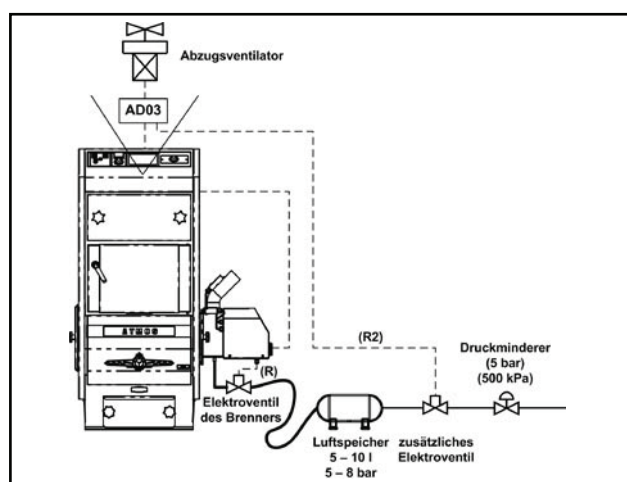 Abzugsventilator
AD03
ATMOS
(R)
(R2)
Elektroventil
des Brenners
Druckminderer
(5 bar)
(500 kPa)
Luftspeicher
5 – 10 l
5 – 8 bar
zusätzliches
Elektroventil